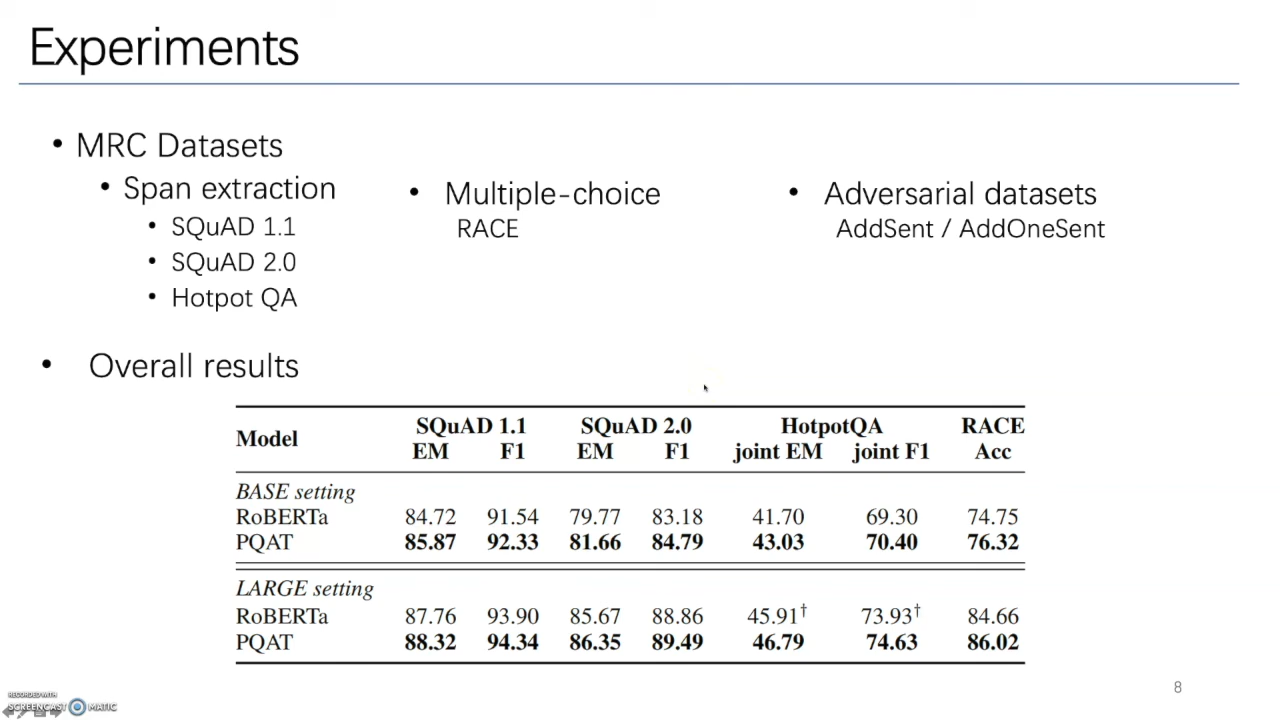 Experiments
• MRC Datasets
• Span extraction
• SQuAD 1.1
• SQuAD 2.0
• Hotpot QA
• Multiple-choice
RACE
• Adversarial datasets
AddSent / AddOneSent
• Overall results
Model SQuAD 1.1 SQuAD 2.0 HotpotQA RACE
EM F1 EM F1 joint EM joint F1 Acc
BASE setting
RoBERTa 84.72 91.54 79.77 83.18 41.70 69.30 74.75
PQAT 85.87 92.33 81.66 84.79 43.03 70.40 76.32
LARGE setting
RoBERTa 87.76 93.90 85.67 88.86 45.91† 73.93† 84.66
PQAT 88.32 94.34 86.35 89.49 46.79 74.63 86.02
RECORDED WITH
SCREENCAST MATIC
8